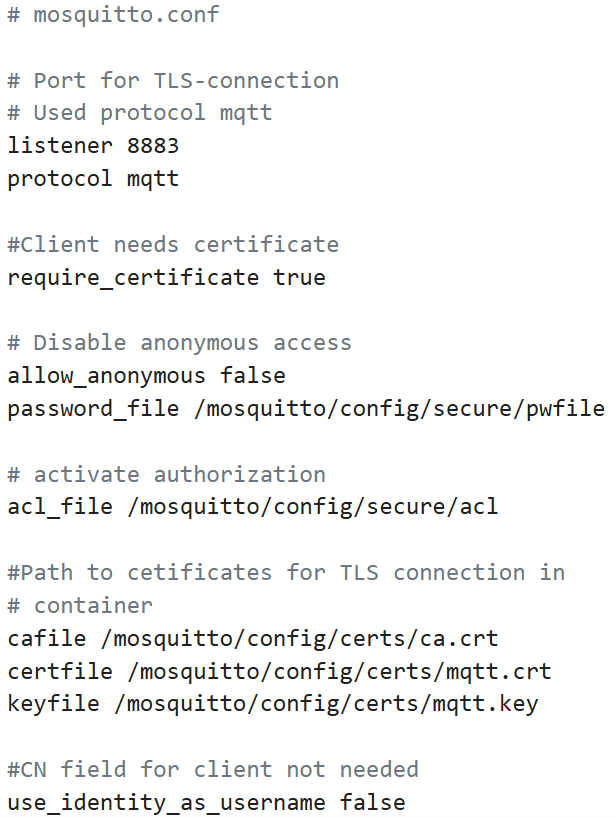 # mosquitto.conf
# Port for TLS-connection
# Used protocol mqtt
listener 8883
protocol mqtt
#Client needs certificate
require_certificate true
# Disable anonymous access
allow_anonymous false
password_file /mosquitto/config/secure/pwfile
# activate authorization
acl_file /mosquitto/config/secure/acl
#Path to cetificates for TLS connection in
# container
cafile /mosquitto/config/certs/ca.crt
certfile /mosquitto/config/certs/mqtt.crt
keyfile /mosquitto/config/certs/mqtt.key
#CN field for client not needed
use_identity_as_username false